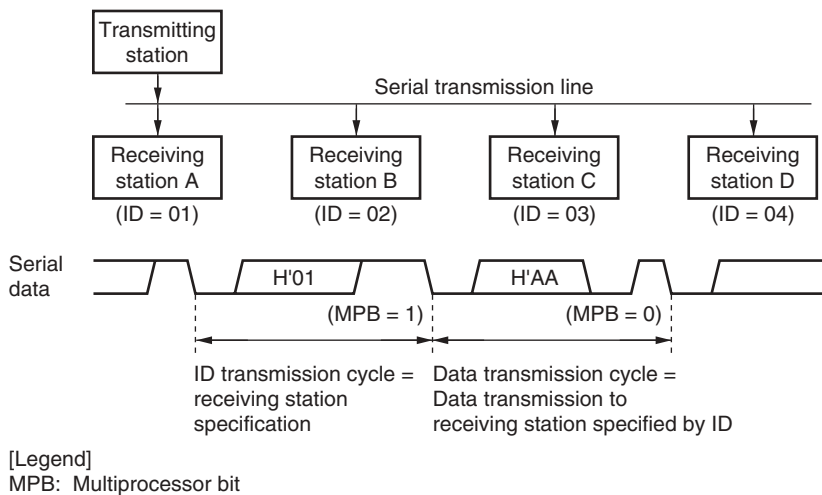 Transmitting
station
Serial transmission line
Receiving
station A
Receiving
station B
Receiving
station C
Receiving
station D
(ID = 01)
(ID = 02)
(ID = 03)
(ID = 04)
Serial
data
H'01
H'AA
(MPB = 1)
(MPB = 0)
ID transmission cycle =
receiving station
specification
Data transmission cycle =
Data transmission to
receiving station specified by ID
[Legend]
MPB: Multiprocessor bit